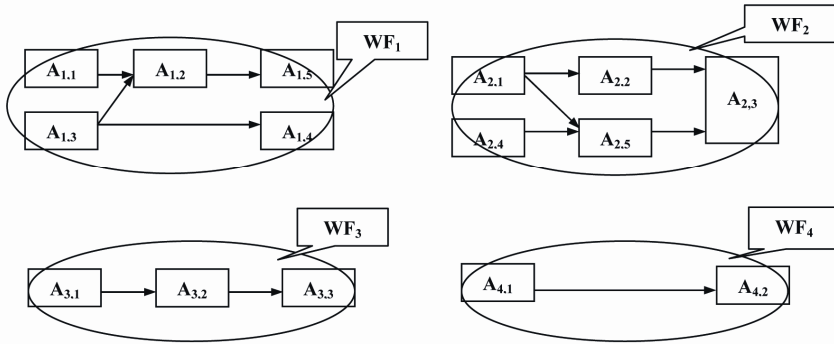 WF1
A1,1
A1,2
A1,5
A1,3
A1,4
WF2
A2,1
A2,2
A2,3
A2,4
A2,5
WF3
A3,1
A3,2
A3,3
WF4
A4,1
A4,2